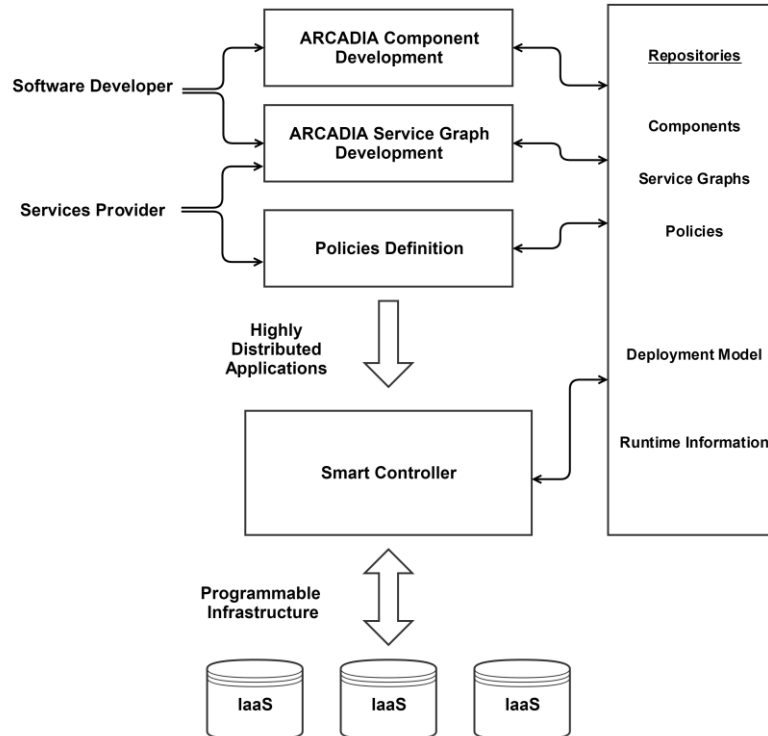 ARCADIA Component
Development
Software Developer
ARCADIA Service Graph
Development
Services Provider
Policies Definition
Highly
Distributed
Applications
Smart Controller
Programmable
Infrastructure
IaaS
IaaS
IaaS
Repositories
Components
Service Graphs
Policies
Deployment Model
Runtime Information